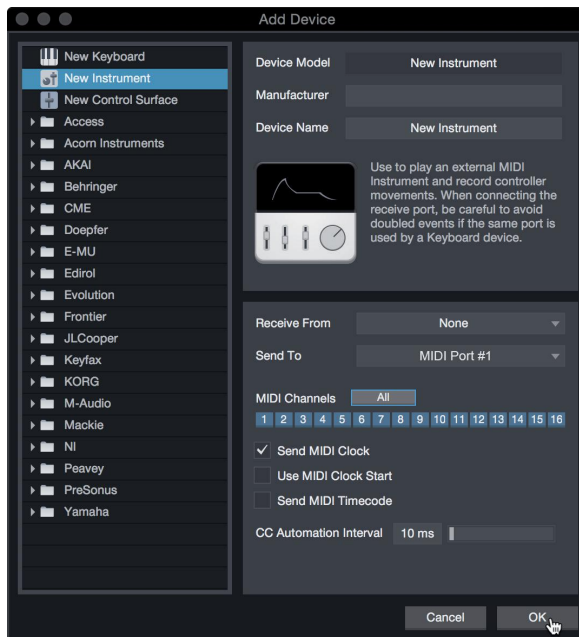 Add Device
New Keyboard
New Instrument
New Control Surface
Access
Acorn Instruments
AKAI
Behringer
CME
Doepfer
E-MU
Edirol
Evolution
Frontier
JLCooper
Keyfax
KORG
M-Audio
Mackie
NI
Peavey
PreSonus
Yamaha
Device Model New Instrument
Manufacturer
Device Name New Instrument
Use to play an external MIDI
Instrument and record controller
movements. When connecting the
receive port, be careful to avoid
doubled events if the same port is
used by a Keyboard device.
Receive From None
Send To MIDI Port #1
MIDI Channels All
1 2 3 4 5 6 7 8 9 10 11 12 13 14 15 16
Send MIDI Clock
Use MIDI Clock Start
Send MIDI Timecode
CC Automation Interval 10 ms
Cancel OK